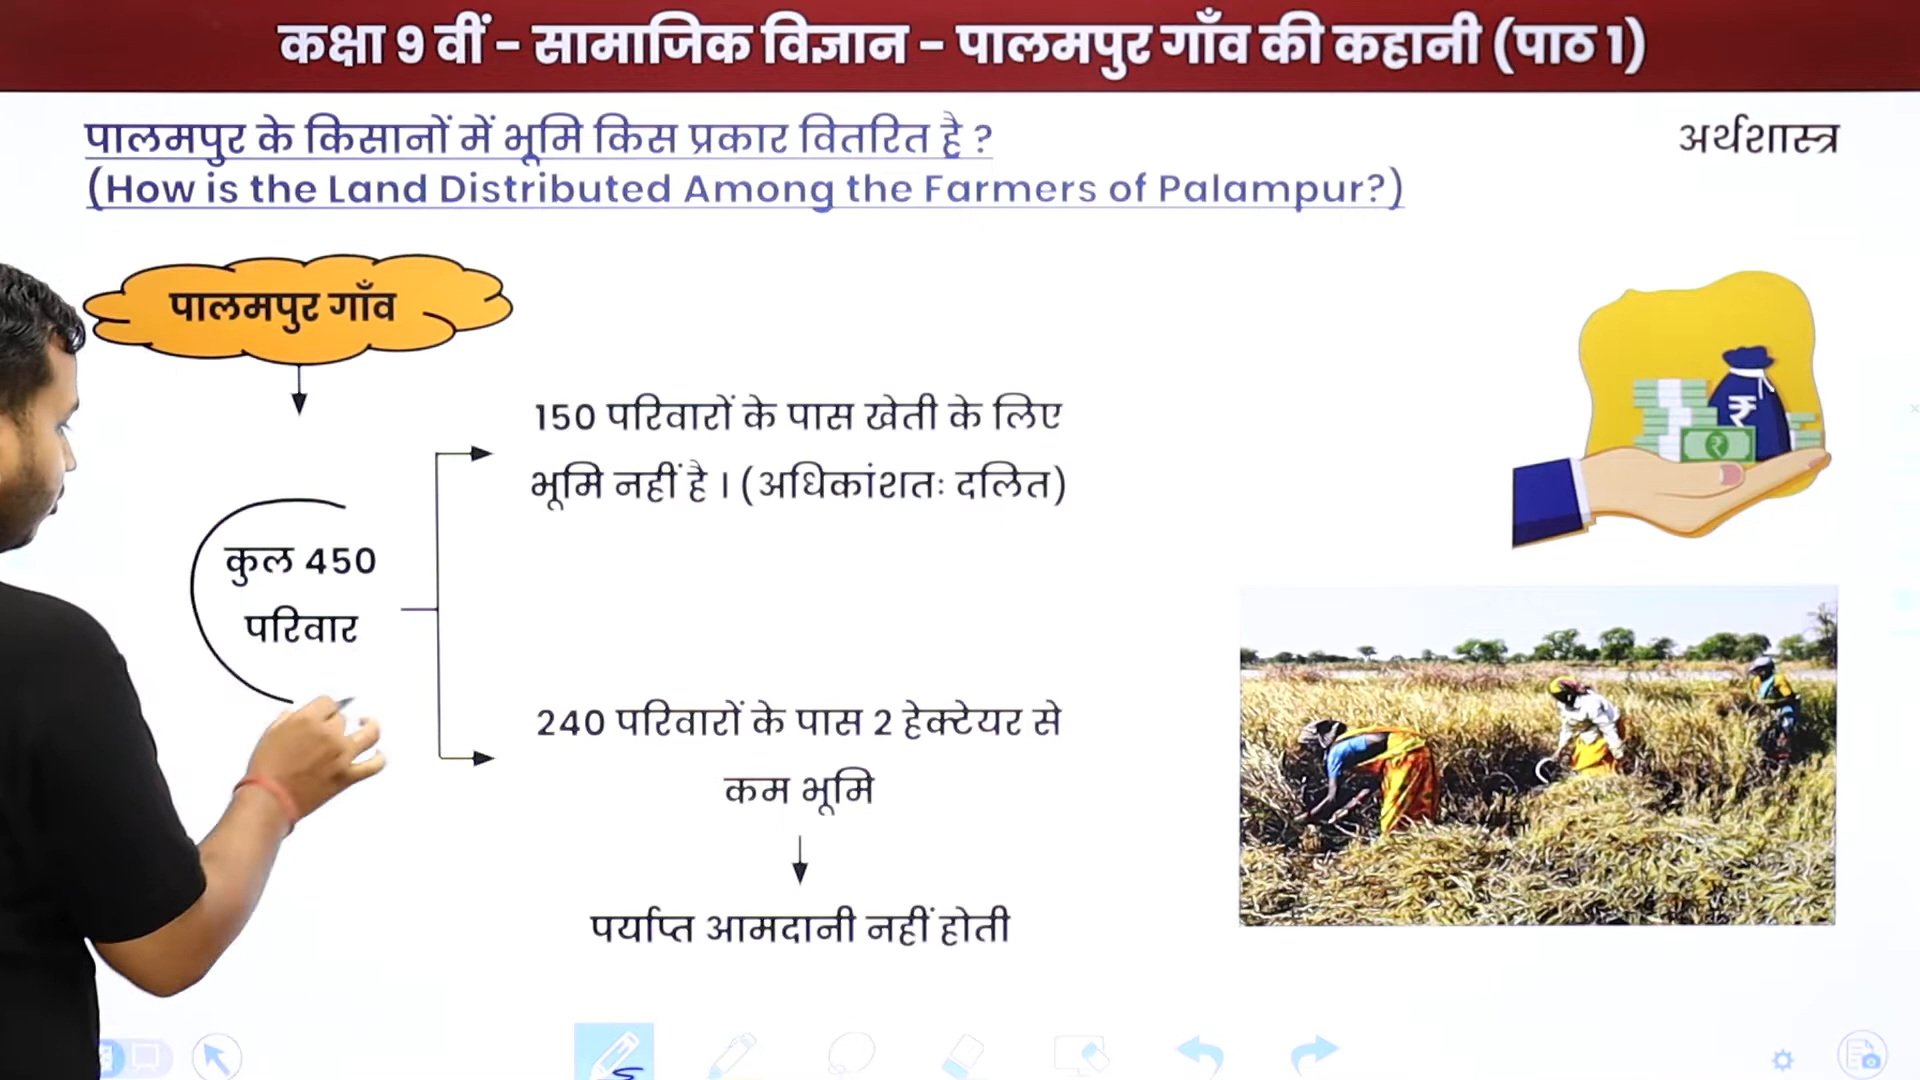 कक्षा 9 वीं - सामाजिक विज्ञान - पालमपुर गाँव की कहानी (पाठ 1)
पालमपुर के किसानों में भूमि किस प्रकार वितरित है ?
(How is the Land Distributed Among the Farmers of Palampur?)
अर्थशास्त्र
पालमपुर गाँव
कुल 450
परिवार
150 परिवारों के पास खेती के लिए
भूमि नहीं है । (अधिकांशतः दलित)
240 परिवारों के पास 2 हेक्टेयर से
कम भूमि
पर्याप्त आमदानी नहीं होती
₹
₹